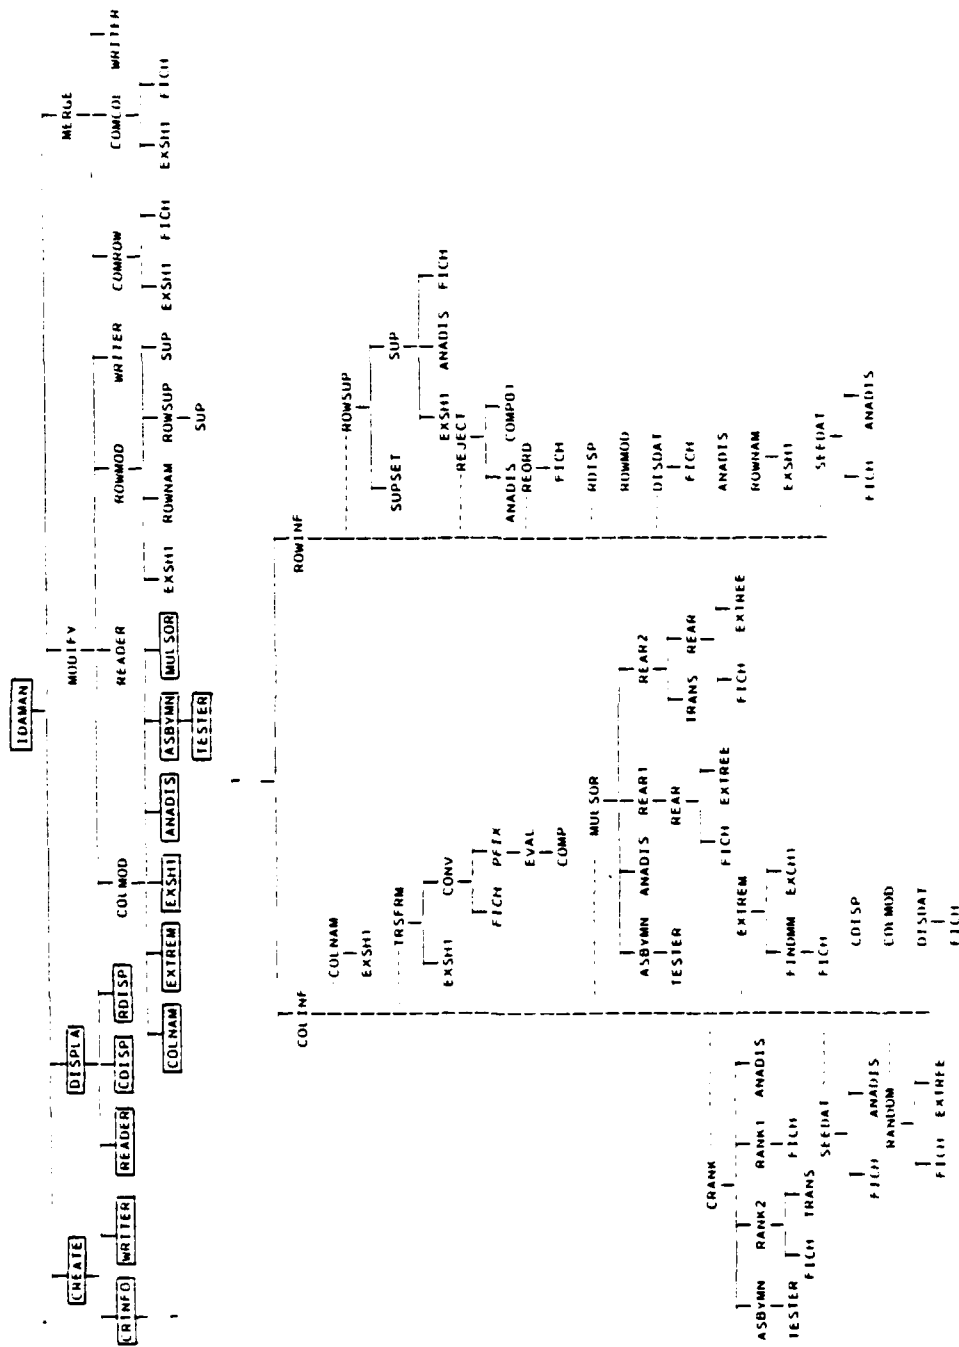 IDAMAN
CREATE DISPLA MODIFY MERGE
CRINFO WRITER READER CDISP RDISP COLMOD READER ROWMOD WRITER COMROW COMCOL WRITER
COLNAM EXTREM EXSH1 ANADIS ASBYMN MULSOR EXSH1 ROWNAM ROWSUP SUP EXSH1 FICH EXSH1 FICH
TESTER SUP
COLINF ROWINF
COLNAM
EXSH1
TRSFRM
EXSH1 CONV
FICH PFIX
EVAL
COMP
MULSOR
ASBYMN ANADIS REAR1 REAR2
TESTER REAR TRANS REAR
FICH EXTREE FICH EXTREE
EXTREM
FINDMM EXCH1
FICH
CDISP
COLMOD
DISDAT
FICH
CRANK
ASBYMN RANK2 RANK1 ANADIS
TESTER FICH TRANS FICH
SEEDAT
FICH ANADIS
RANDUM
FICH EXTREE
ROWSUP
SUPSET SUP
EXSH1 ANADIS FICH
REJECT
ANADIS COMPOT
REORD
FICH
RDISP
ROWMOD
DISDAT
FICH
ANADIS
ROWNAM
EXSH1
SEEDAT
FICH ANADIS